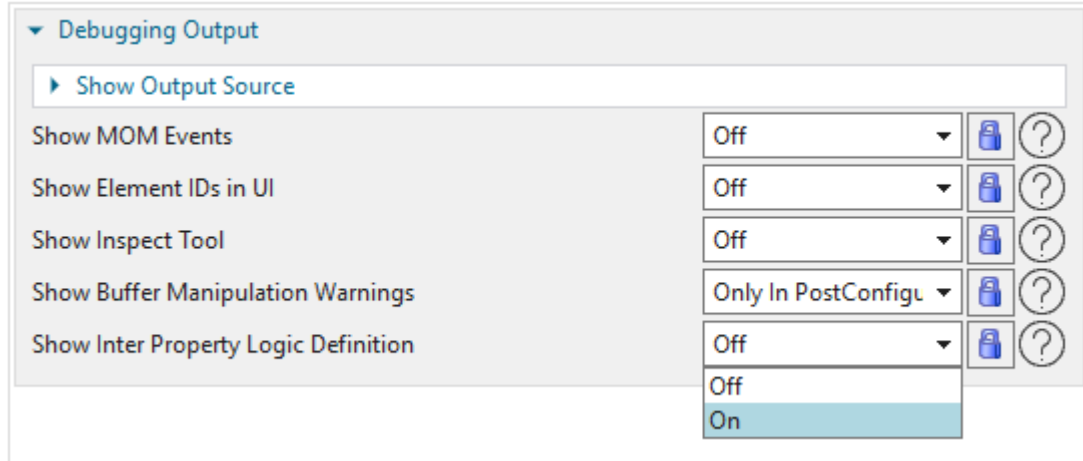 Debugging Output
Show Output Source
Show MOM Events Off
Show Element IDs in UI Off
Show Inspect Tool Off
Show Buffer Manipulation Warnings Only In PostConfigu
Show Inter Property Logic Definition Off
Off
On